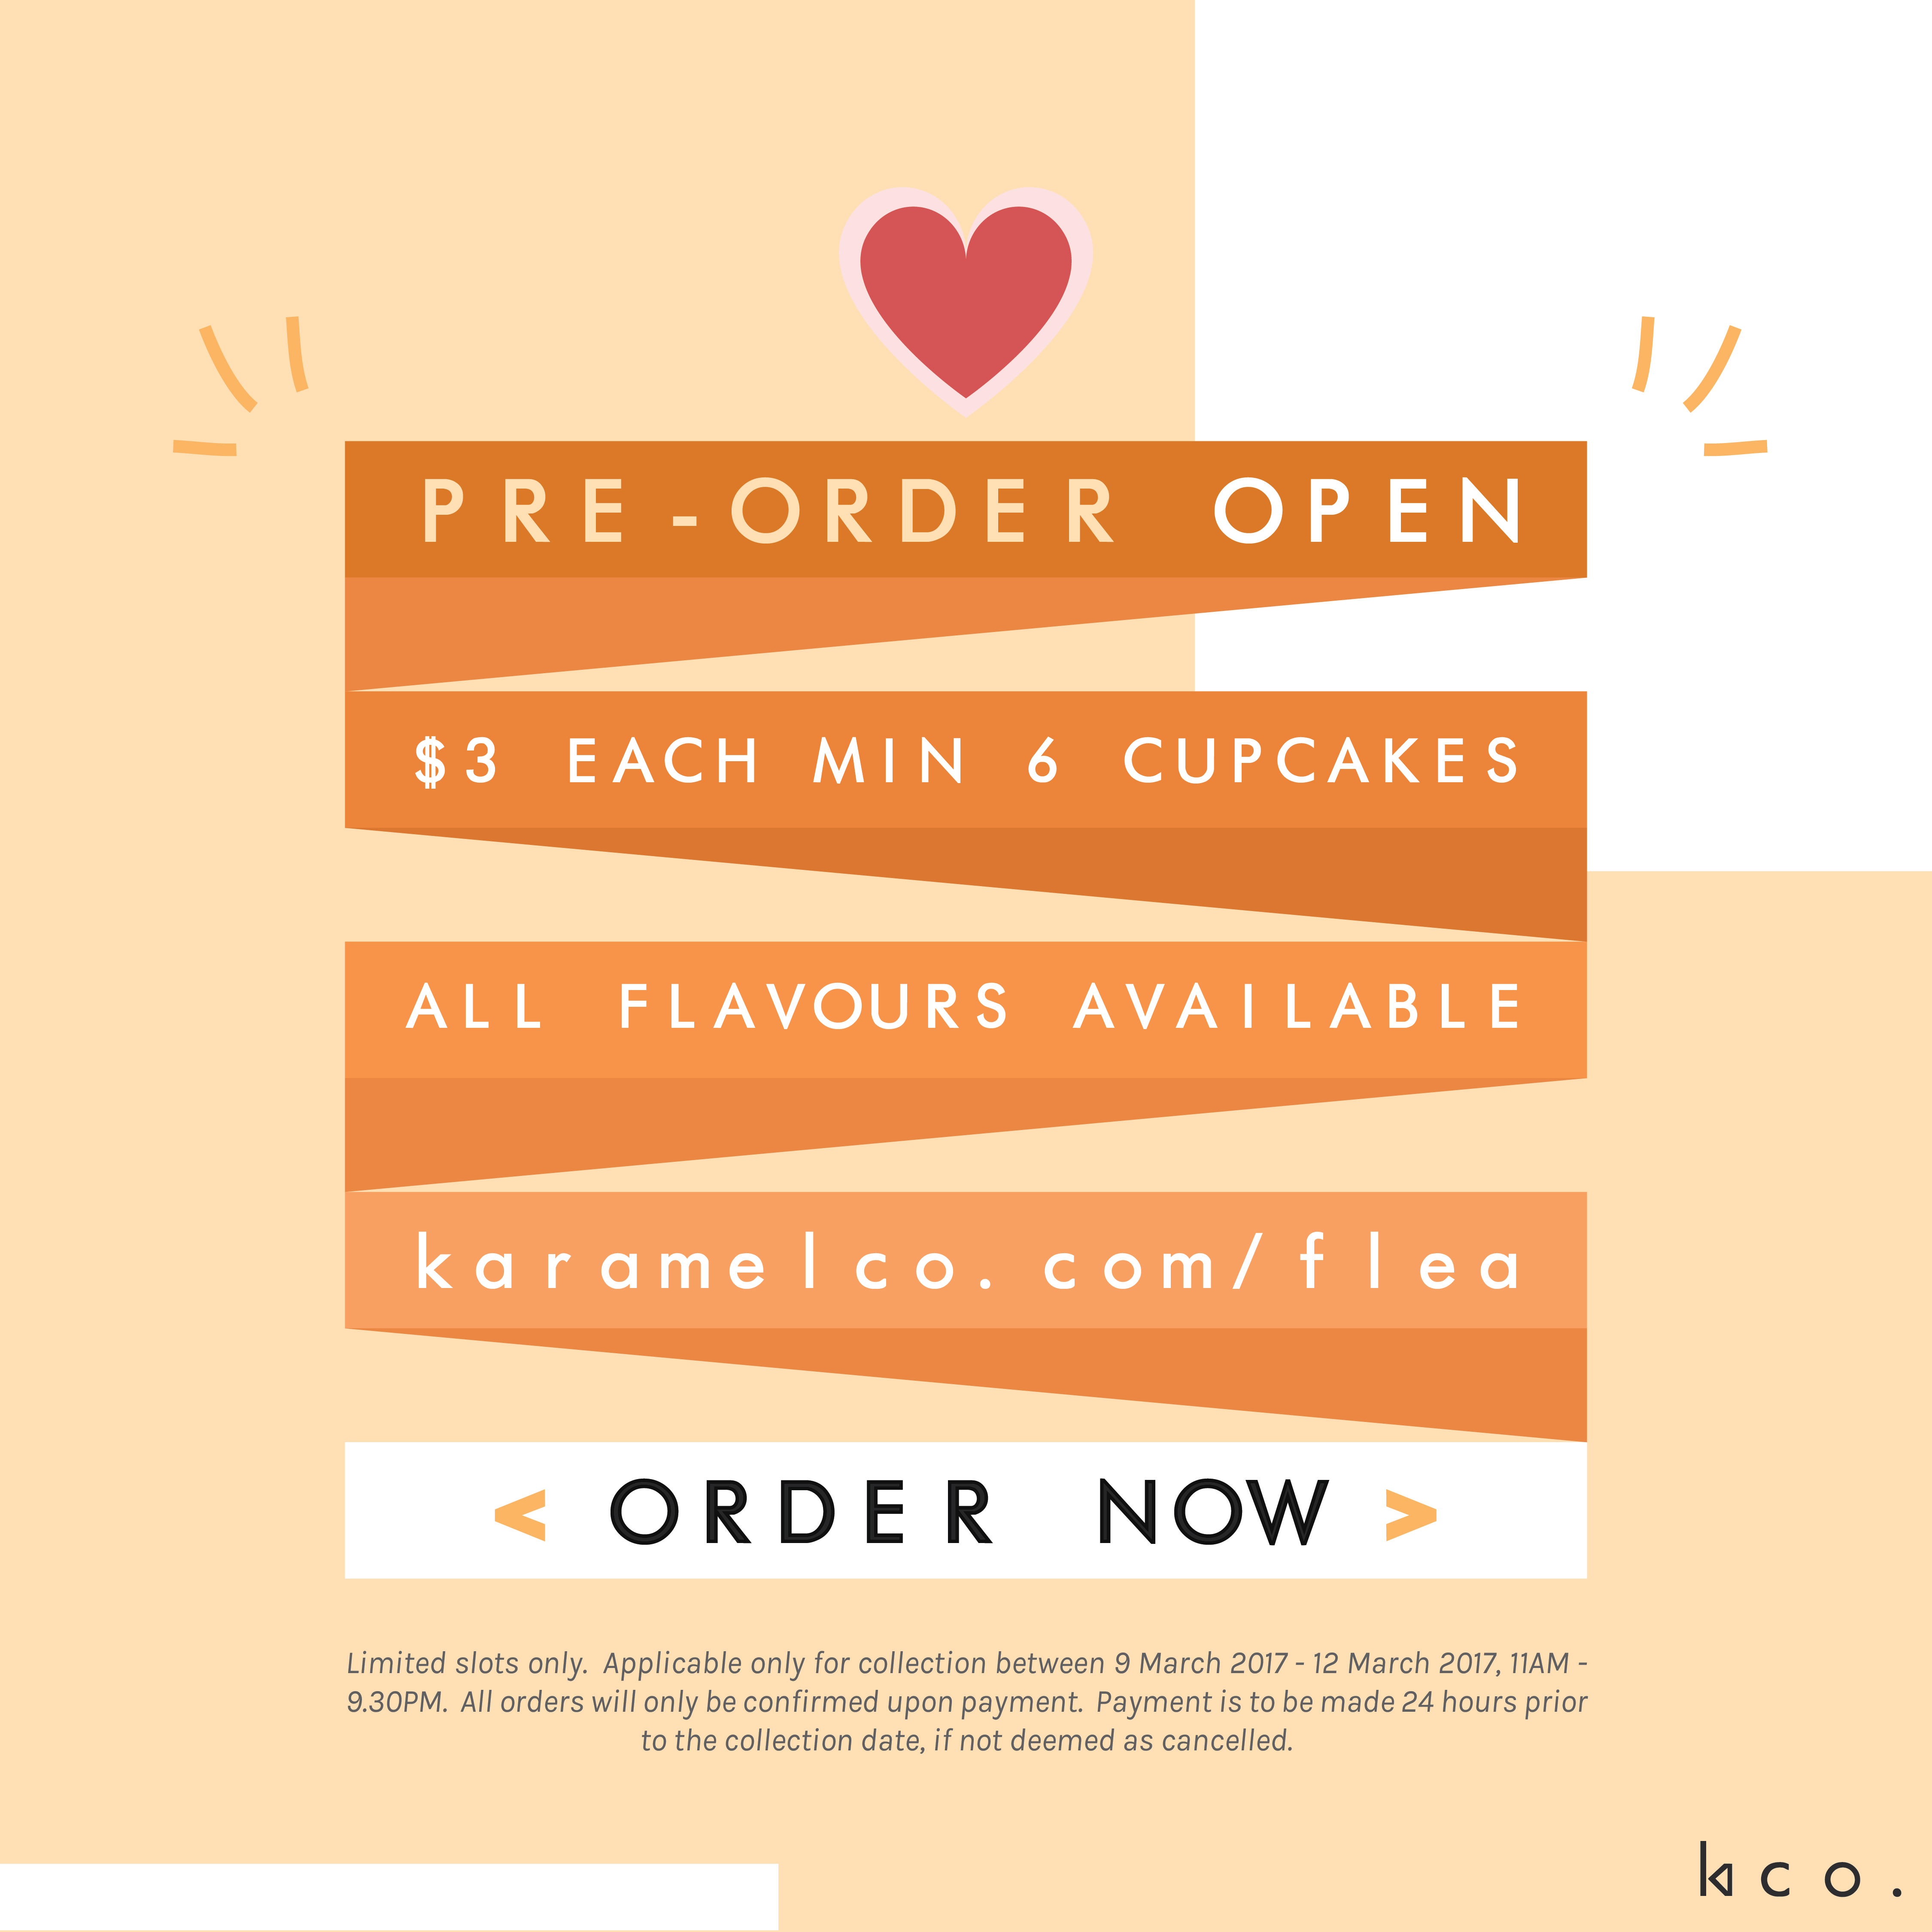 PRE-ORDER OPEN
$3 EACH MIN 6 CUPCAKES
ALL FLAVOURS AVAILABLE
karamelco.com/flea
< ORDER NOW >
Limited slots only. Applicable only for collection between 9 March 2017 - 12 March 2017, 11AM -
9.30PM. All orders will only be confirmed upon payment. Payment is to be made 24 hours prior
to the collection date, if not deemed as cancelled.
kco.